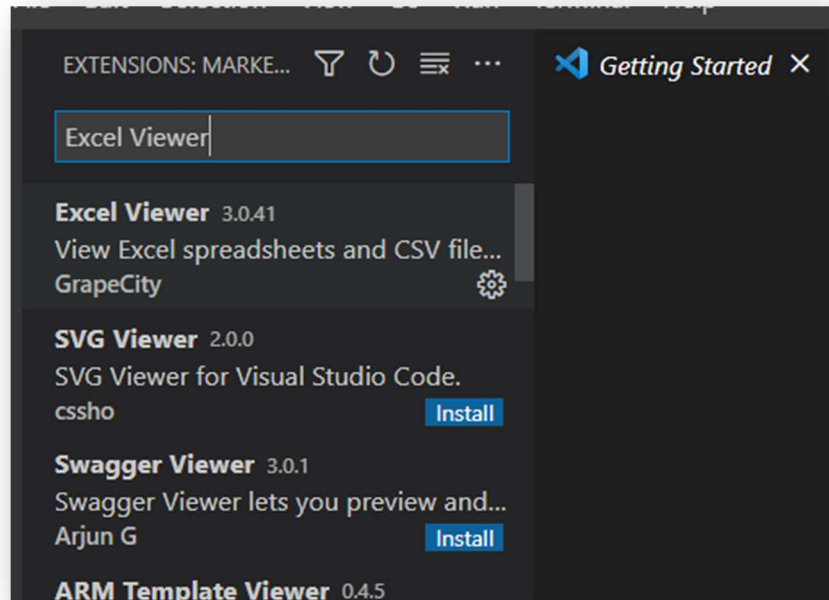 EXTENSIONS: MARKE...
Getting Started
Excel Viewer
Excel Viewer 3.0.41
View Excel spreadsheets and CSV file...
GrapeCity
SVG Viewer 2.0.0
SVG Viewer for Visual Studio Code.
cssho
Install
Swagger Viewer 3.0.1
Swagger Viewer lets you preview and...
Arjun G
Install
ARM Template Viewer 0.4.5